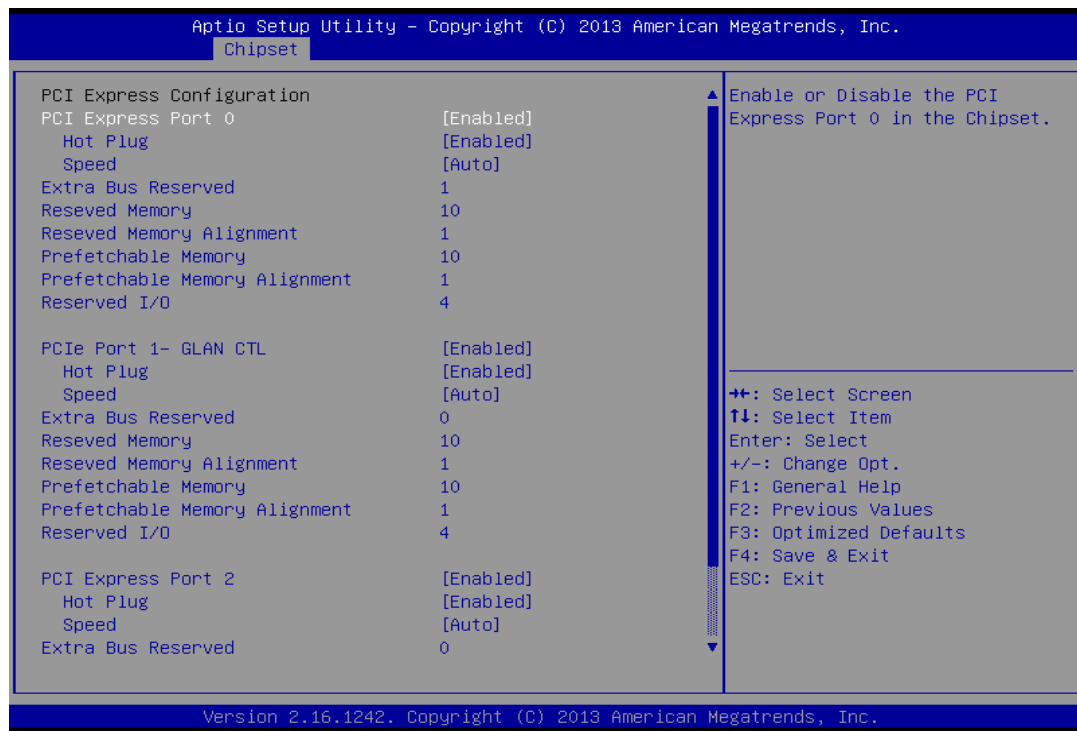 Aptio Setup Utility – Copyright (C) 2013 American Megatrends, Inc.
Chipset
PCI Express Configuration
PCI Express Port 0 [Enabled]
Hot Plug [Enabled]
Speed [Auto]
Extra Bus Reserved 1
Reseved Memory 10
Reseved Memory Alignment 1
Prefetchable Memory 10
Prefetchable Memory Alignment 1
Reserved I/O 4
PCIe Port 1- GLAN CTL [Enabled]
Hot Plug [Enabled]
Speed [Auto]
Extra Bus Reserved 0
Reseved Memory 10
Reseved Memory Alignment 1
Prefetchable Memory 10
Prefetchable Memory Alignment 1
Reserved I/O 4
PCI Express Port 2 [Enabled]
Hot Plug [Enabled]
Speed [Auto]
Extra Bus Reserved 0
Enable or Disable the PCI
Express Port 0 in the Chipset.
→←: Select Screen
↑↓: Select Item
Enter: Select
+/-: Change Opt.
F1: General Help
F2: Previous Values
F3: Optimized Defaults
F4: Save & Exit
ESC: Exit
Version 2.16.1242. Copyright (C) 2013 American Megatrends, Inc.